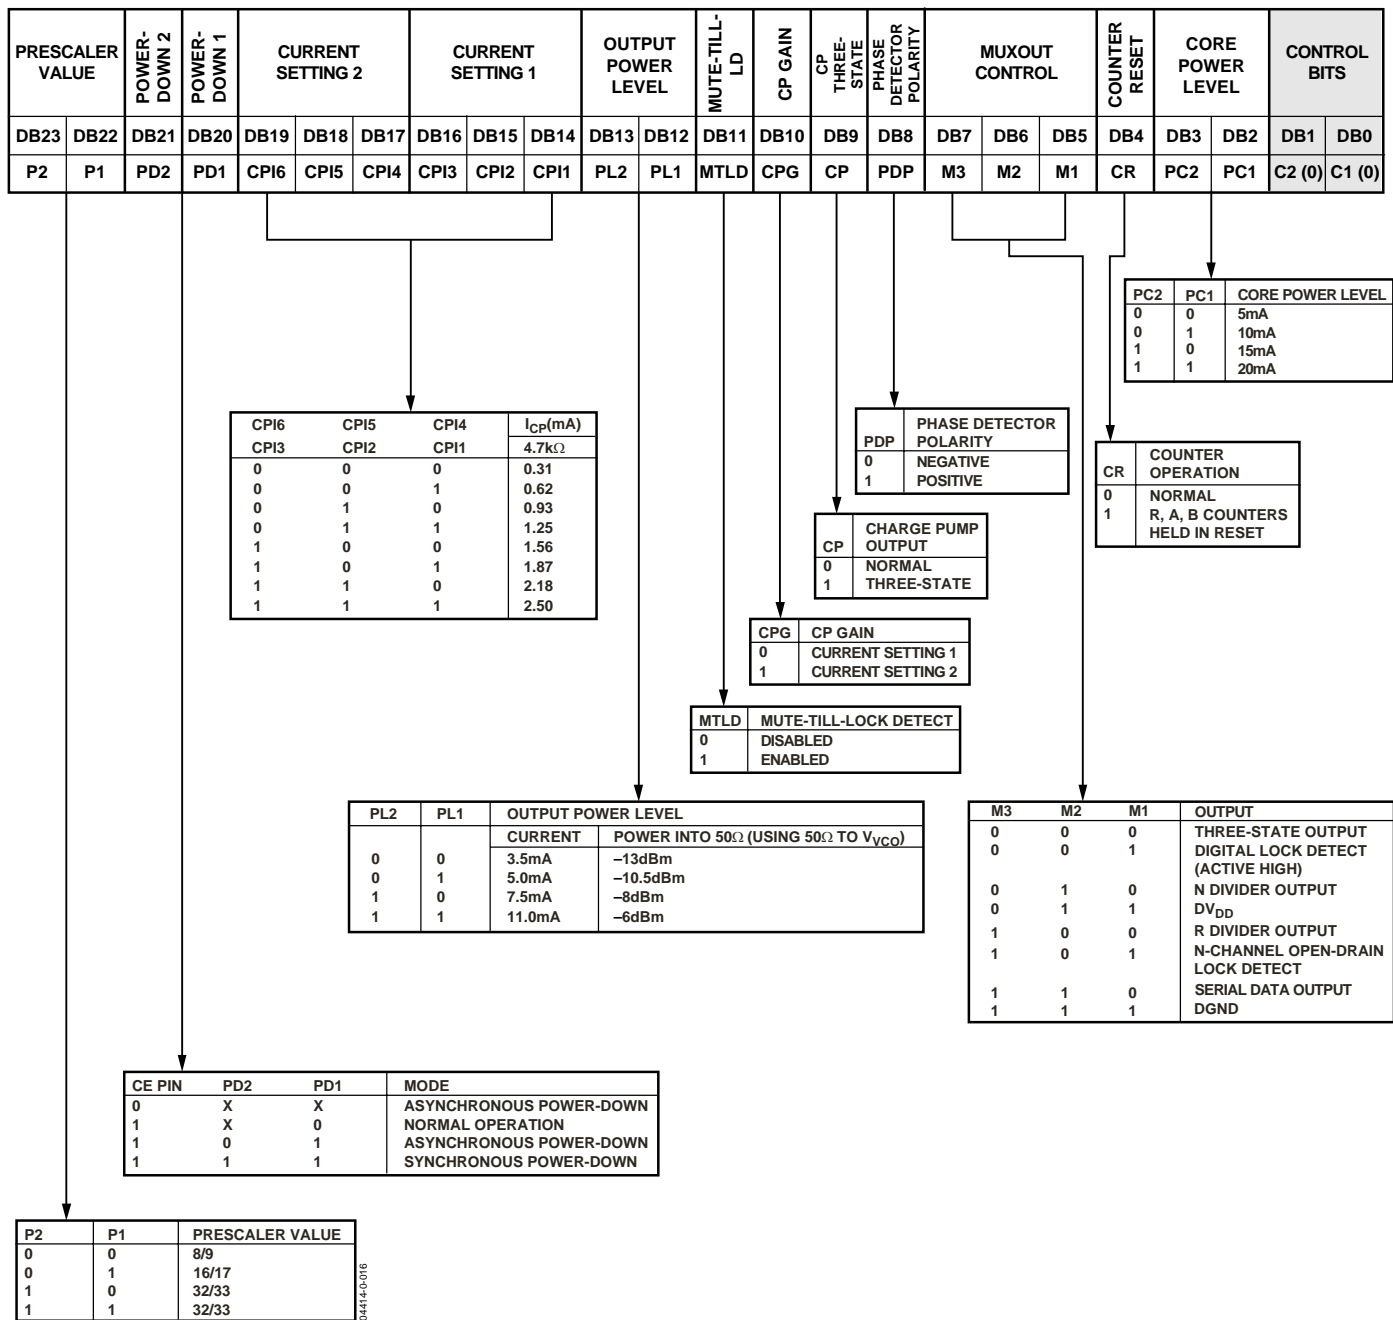 PRESCALER VALUE POWER-DOWN 2 POWER-DOWN 1 CURRENT SETTING 2 CURRENT SETTING 1 OUTPUT POWER LEVEL MUTE-TILL-LD CP GAIN CP THREE-STATE PHASE DETECTOR POLARITY MUXOUT CONTROL COUNTER RESET CORE POWER LEVEL CONTROL BITS
DB23 DB22 DB21 DB20 DB19 DB18 DB17 DB16 DB15 DB14 DB13 DB12 DB11 DB10 DB9 DB8 DB7 DB6 DB5 DB4 DB3 DB2 DB1 DB0
P2 P1 PD2 PD1 CPI6 CPI5 CPI4 CPI3 CPI2 CPI1 PL2 PL1 MTLD CPG CP PDP M3 M2 M1 CR PC2 PC1 C2 (0) C1 (0)
PC2 PC1 CORE POWER LEVEL
0 0 5mA
0 1 10mA
1 0 15mA
1 1 20mA
CPI6 CPI5 CPI4 ICP(mA)
CPI3 CPI2 CPI1 4.7kΩ
0 0 0 0.31
0 0 1 0.62
0 1 0 0.93
0 1 1 1.25
1 0 0 1.56
1 0 1 1.87
1 1 0 2.18
1 1 1 2.50
PHASE DETECTOR
PDP POLARITY
0 NEGATIVE
1 POSITIVE
COUNTER
CR OPERATION
0 NORMAL
1 R, A, B COUNTERS
HELD IN RESET
CHARGE PUMP
CP OUTPUT
0 NORMAL
1 THREE-STATE
CPG CP GAIN
0 CURRENT SETTING 1
1 CURRENT SETTING 2
MTLD MUTE-TILL-LOCK DETECT
0 DISABLED
1 ENABLED
PL2 PL1 OUTPUT POWER LEVEL
CURRENT POWER INTO 50Ω (USING 50Ω TO VVCO)
0 0 3.5mA –13dBm
0 1 5.0mA –10.5dBm
1 0 7.5mA –8dBm
1 1 11.0mA –6dBm
M3 M2 M1 OUTPUT
0 0 0 THREE-STATE OUTPUT
0 0 1 DIGITAL LOCK DETECT
(ACTIVE HIGH)
0 1 0 N DIVIDER OUTPUT
0 1 1 DVDD
1 0 0 R DIVIDER OUTPUT
1 0 1 N-CHANNEL OPEN-DRAIN
LOCK DETECT
1 1 0 SERIAL DATA OUTPUT
1 1 1 DGND
CE PIN PD2 PD1 MODE
0 X X ASYNCHRONOUS POWER-DOWN
1 X 0 NORMAL OPERATION
1 0 1 ASYNCHRONOUS POWER-DOWN
1 1 1 SYNCHRONOUS POWER-DOWN
P2 P1 PRESCALER VALUE
0 0 8/9
0 1 16/17
1 0 32/33
1 1 32/33
04414-0-016